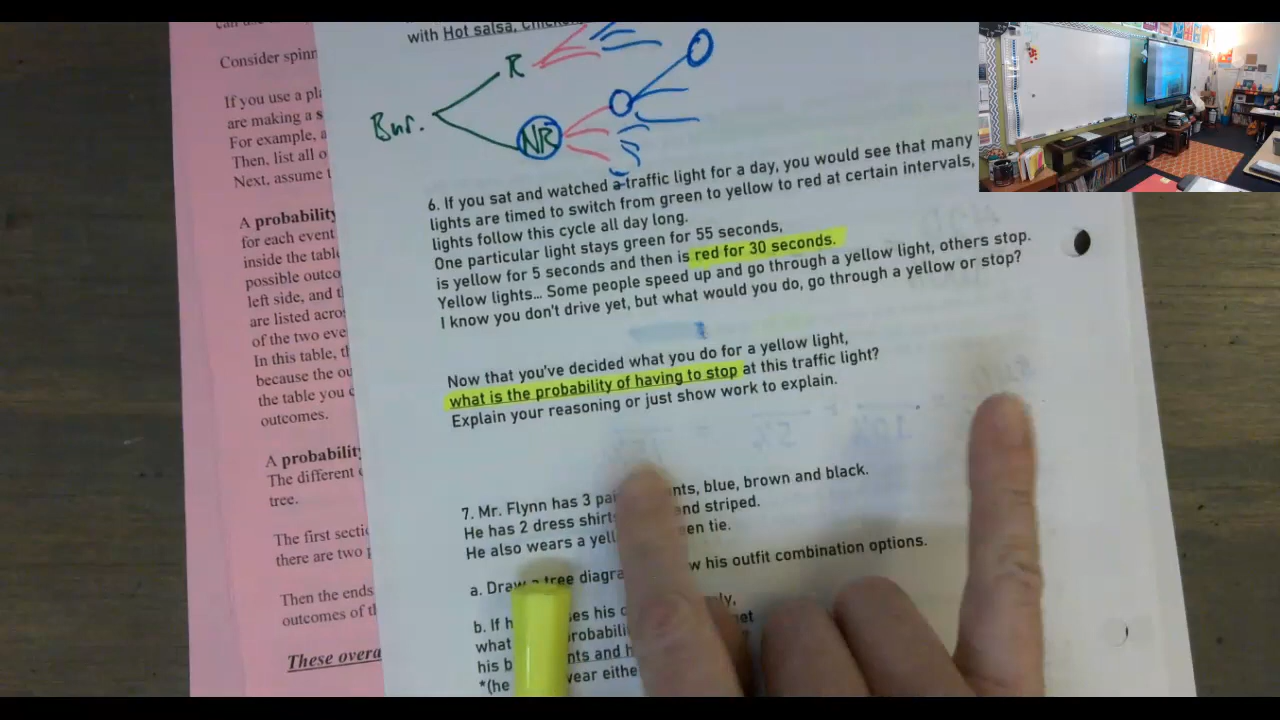 Consider spinn
If you use a pla
are making a s
For example, a
Then, list all o
Next, assume t
A probability
for each event
inside the table
possible outco
left side, and t
are listed acro
of the two eve
In this table, t
because the ou
the table you c
outcomes.
A probability
The different
tree.
The first secti
there are two p
Then the ends
outcomes of th
These overa
with Hot salsa, Chicken,
R
Bur.
NR
6. If you sat and watched a traffic light for a day, you would see that many
lights are timed to switch from green to yellow to red at certain intervals,
lights follow this cycle all day long.
One particular light stays green for 55 seconds,
is yellow for 5 seconds and then is red for 30 seconds.
Yellow lights... Some people speed up and go through a yellow light, others stop.
I know you don't drive yet, but what would you do, go through a yellow or stop?
Now that you've decided what you do for a yellow light,
what is the probability of having to stop at this traffic light?
Explain your reasoning or just show work to explain.
7. Mr. Flynn has 3 pa nts, blue, brown and black.
He has 2 dress shirt and striped.
He also wears a yel een tie.
a. Draw a tree diagra w his outfit combination options.
b. If h es his ly,
what robabili et
his b nts and h
*(he ear eithe